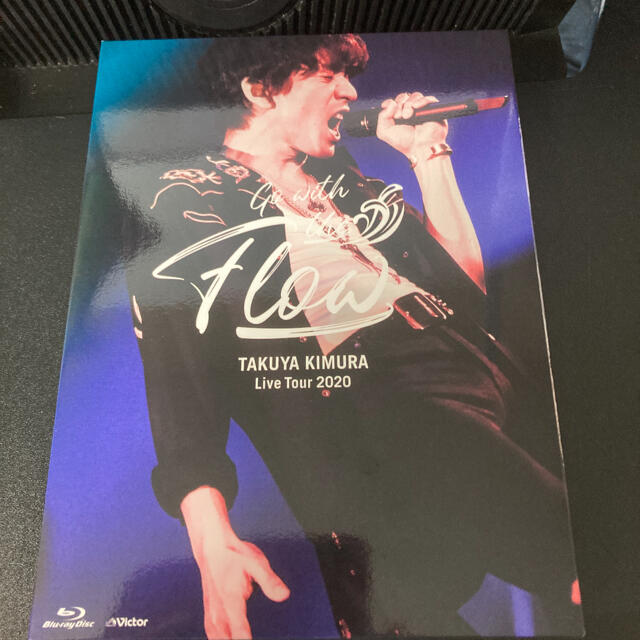 Go with
the
Flow
TAKUYA KIMURA
Live Tour 2020
Blu-ray Disc
Victor